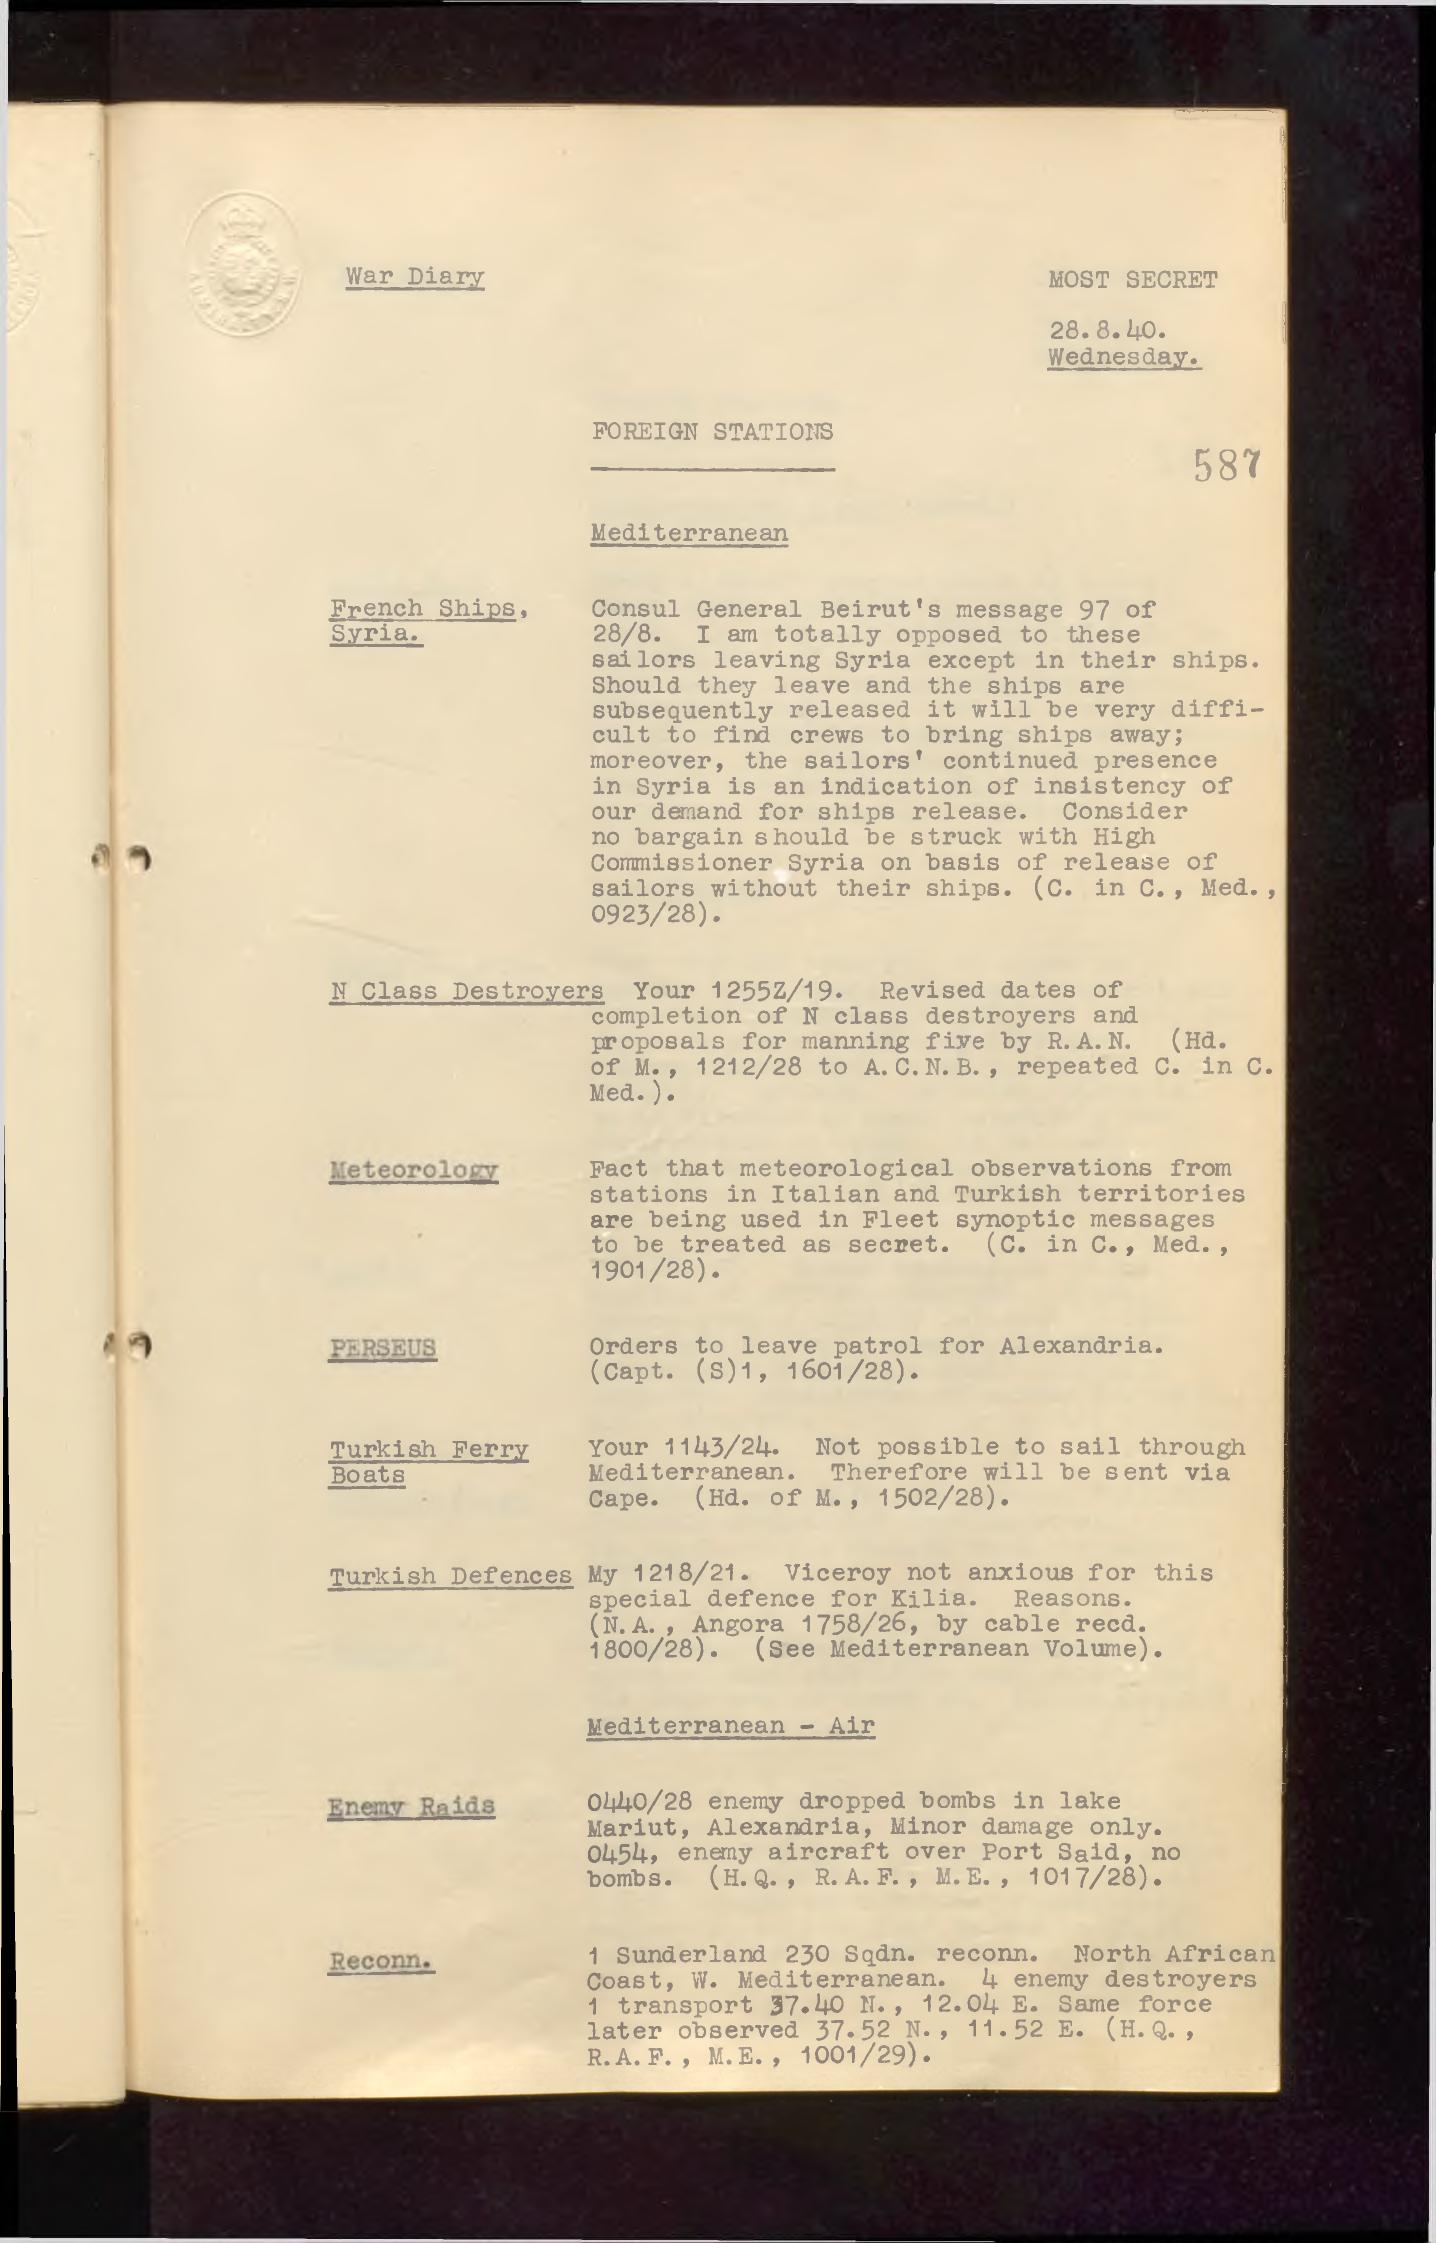 War Diary
MOST SECRET
28.8.40.
Wednesday.
FOREIGN STATIONS
587
Mediterranean
French Ships,
Syria.
Consul General Beirut's message 97 of
28/8. I am totally opposed to these
sailors leaving Syria except in their ships.
Should they leave and the ships are
subsequently released it will be very diffi-
cult to find crews to bring ships away;
moreover, the sailors' continued presence
in Syria is an indication of insistency of
our demand for ships release. Consider
no bargain should be struck with High
Commissioner Syria on basis of release of
sailors without their ships. (C. in C., Med.,
0923/28).
N Class Destroyers Your 1255Z/19. Revised dates of
completion of N class destroyers and
proposals for manning five by R.A.N. (Hd.
of M., 1212/28 to A.C.N.B., repeated C. in C.
Med.).
Meteorology
Fact that meteorological observations from
stations in Italian and Turkish territories
are being used in Fleet synoptic messages
to be treated as secret. (C. in C., Med.,
1901/28).
PERSEUS
Orders to leave patrol for Alexandria.
(Capt. (S)1, 1601/28).
Turkish Ferry
Boats
Your 1143/24. Not possible to sail through
Mediterranean. Therefore will be sent via
Cape. (Hd. of M., 1502/28).
Turkish Defences My 1218/21. Viceroy not anxious for this
special defence for Kilia. Reasons.
(N.A., Angora 1758/26, by cable recd.
1800/28). (See Mediterranean Volume).
Mediterranean - Air
Enemy Raids
0440/28 enemy dropped bombs in lake
Mariut, Alexandria, Minor damage only.
0454, enemy aircraft over Port Said, no
bombs. (H.Q., R.A.F., M.E., 1017/28).
Reconn.
1 Sunderland 230 Sqdn. reconn. North African
Coast, W. Mediterranean. 4 enemy destroyers
1 transport 37.40 N., 12.04 E. Same force
later observed 37.52 N., 11.52 E. (H.Q.,
R.A.F., M.E., 1001/29).